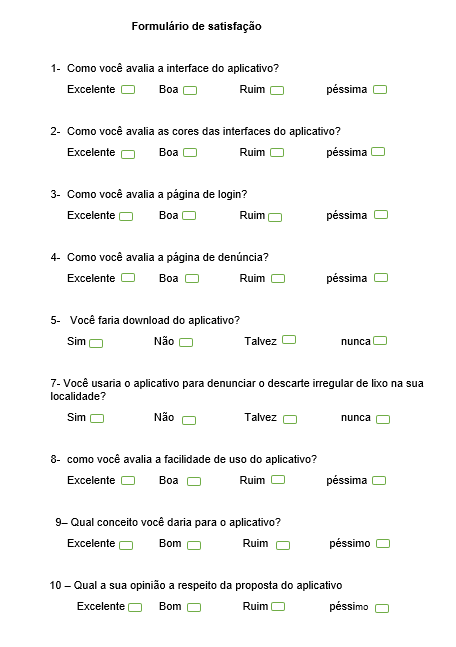 Formulário de satisfação
1- Como você avalia a interface do aplicativo?
Excelente Boa Ruim péssima
2- Como você avalia as cores das interfaces do aplicativo?
Excelente Boa Ruim péssima
3- Como você avalia a página de login?
Excelente Boa Ruim péssima
4- Como você avalia a página de denúncia?
Excelente Boa Ruim péssima
5- Você faria download do aplicativo?
Sim Não Talvez nunca
7- Você usaria o aplicativo para denunciar o descarte irregular de lixo na sua
localidade?
Sim Não Talvez nunca
8- como você avalia a facilidade de uso do aplicativo?
Excelente Boa Ruim péssima
9– Qual conceito você daria para o aplicativo?
Excelente Bom Ruim péssimo
10 – Qual a sua opinião a respeito da proposta do aplicativo
Excelente Bom Ruim péssimo